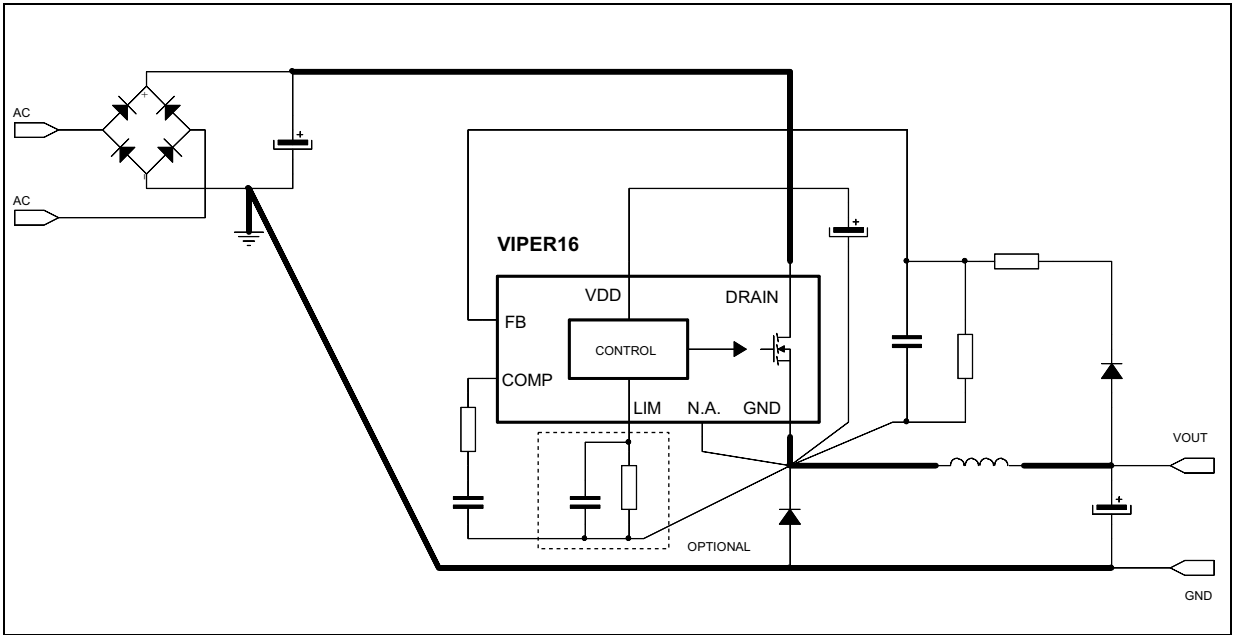 AC
AC
VIPER16
VDD
DRAIN
FB
CONTROL
COMP
LIM
N.A.
GND
VOUT
OPTIONAL
GND